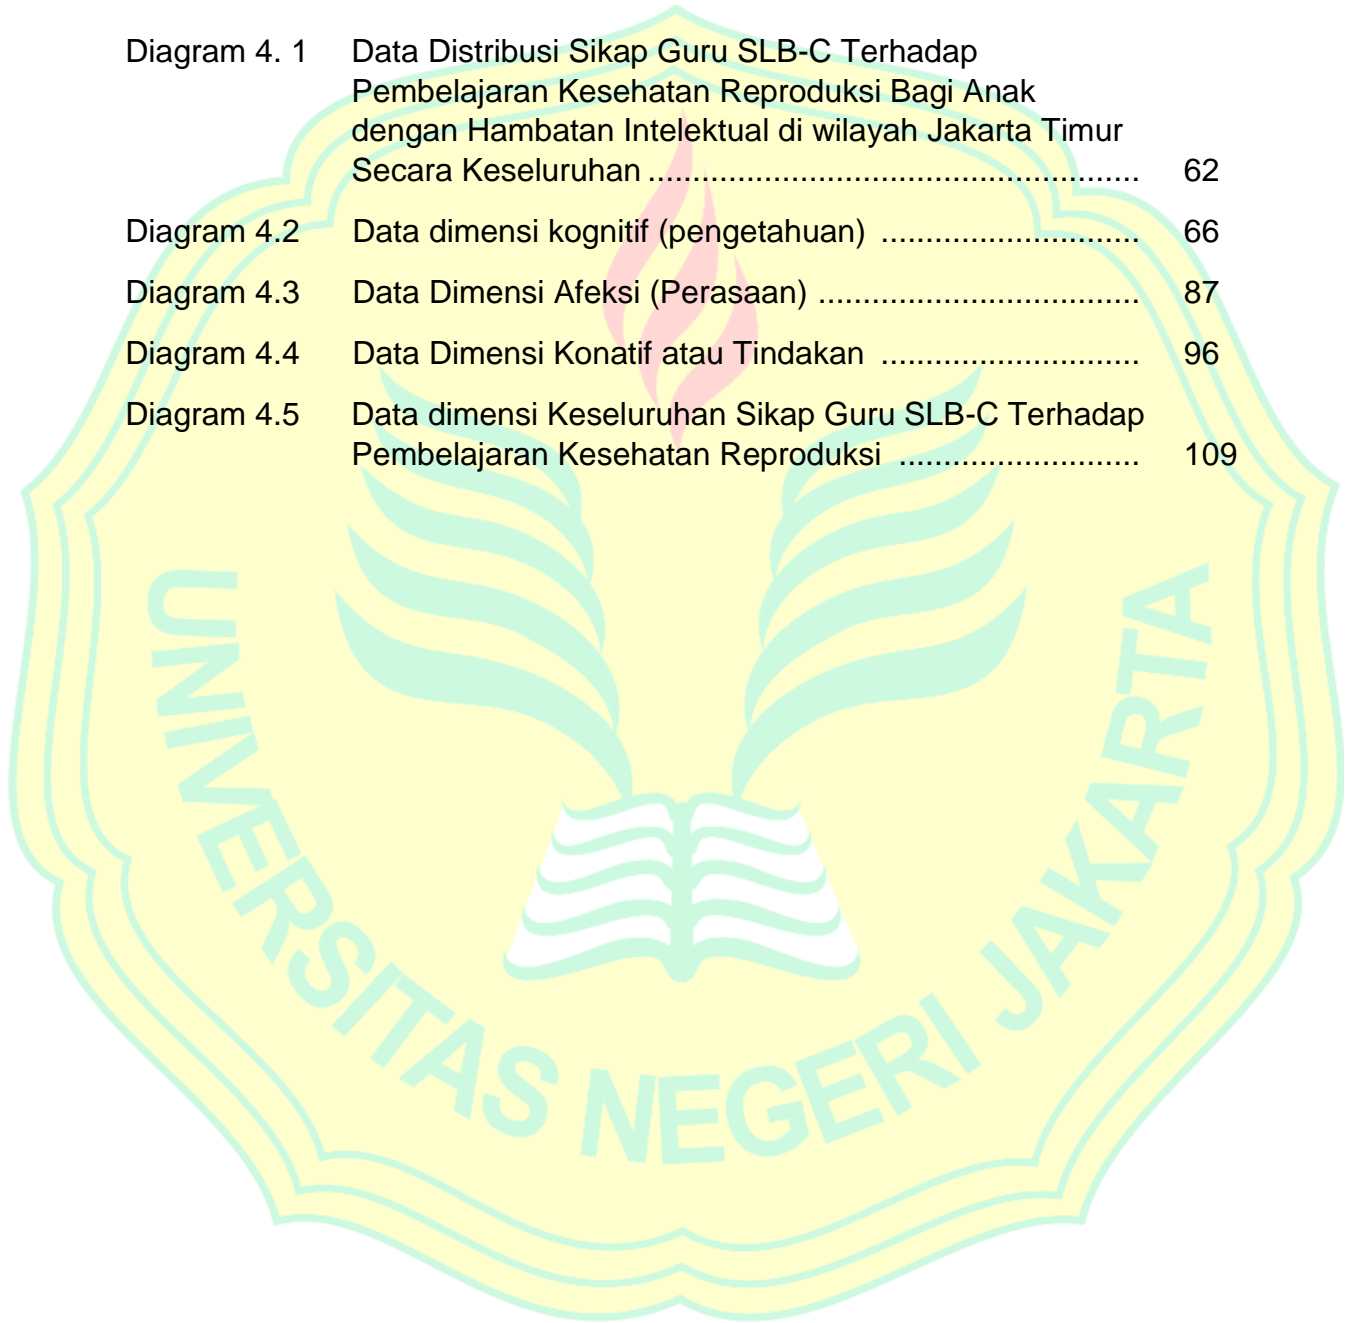 Diagram 4. 1 Data Distribusi Sikap Guru SLB-C Terhadap
Pembelajaran Kesehatan Reproduksi Bagi Anak
dengan Hambatan Intelektual di wilayah Jakarta Timur
Secara Keseluruhan ....................................................... 62
Diagram 4.2 Data dimensi kognitif (pengetahuan) ............................. 66
Diagram 4.3 Data Dimensi Afeksi (Perasaan) .................................... 87
Diagram 4.4 Data Dimensi Konatif atau Tindakan ............................. 96
Diagram 4.5 Data dimensi Keseluruhan Sikap Guru SLB-C Terhadap
Pembelajaran Kesehatan Reproduksi ........................... 109
UNIVERSITAS NEGERI JAKARTA